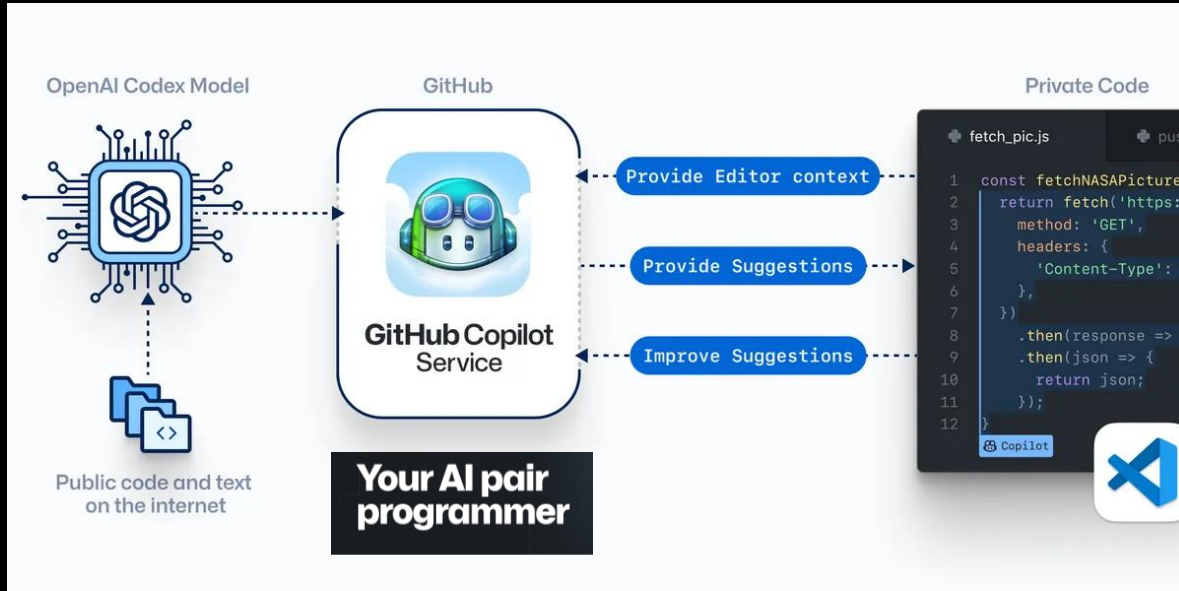 OpenAI Codex Model
GitHub
Private Code
fetch_pic.js
pus
Provide Editor context
Provide Suggestions
Improve Suggestions
GitHub Copilot
Service
Your AI pair
programmer
<>
Public code and text
on the internet
1 const fetchNASAPicture
2 return fetch('https:
3 method: 'GET',
4 headers: {
5 'Content-Type':
6 },
7 })
8 .then(response =>
9 .then(json => {
10 return json;
11 });
12 }
Copilot